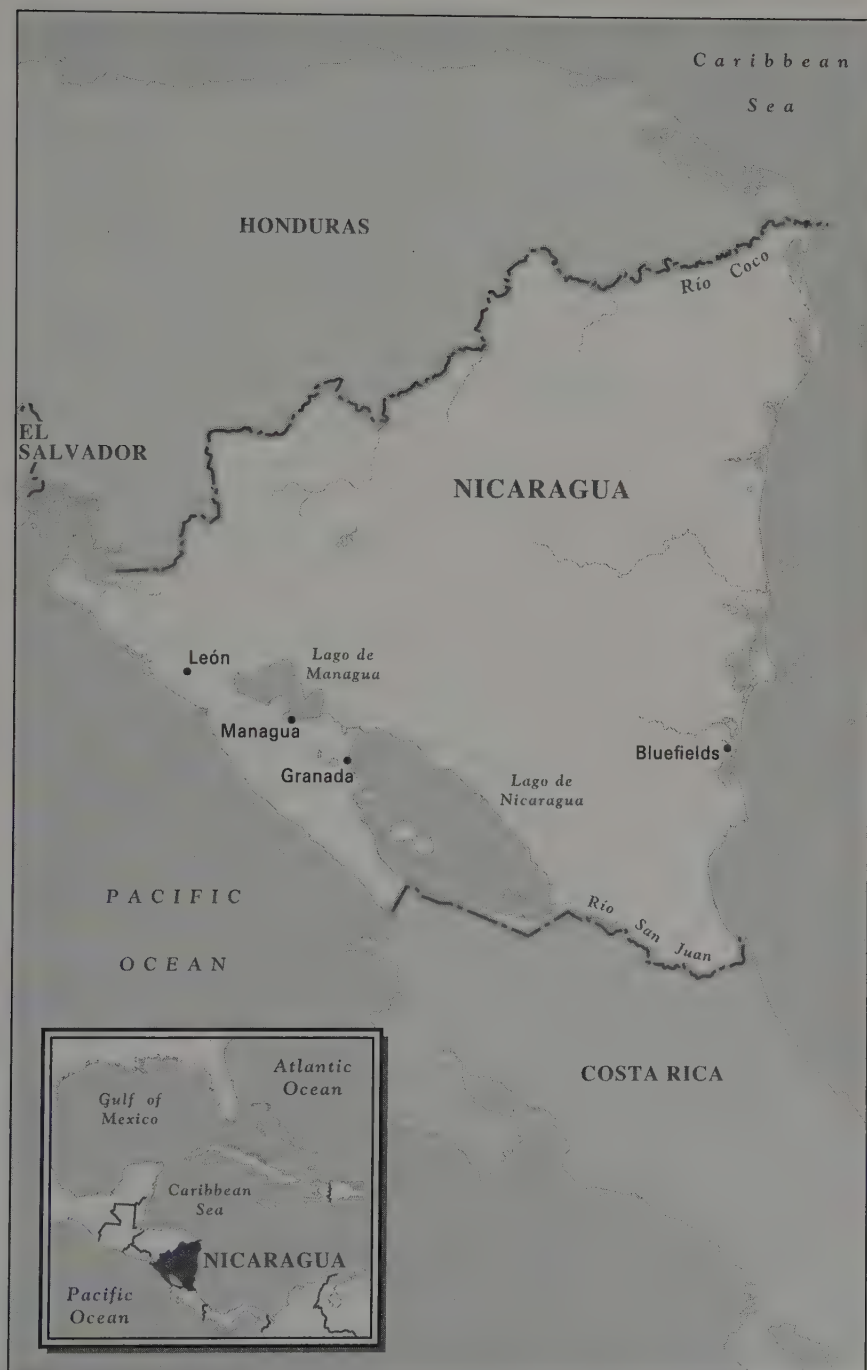 Caribbean
Sea
HONDURAS
Río Coco
EL
SALVADOR
NICARAGUA
León
Lago de
Managua
Managua
Granada
Bluefields
Lago de
Nicaragua
PACIFIC
OCEAN
Río San Juan
COSTA RICA
Atlantic
Ocean
Gulf of
Mexico
Caribbean
Sea
NICARAGUA
Pacific
Ocean